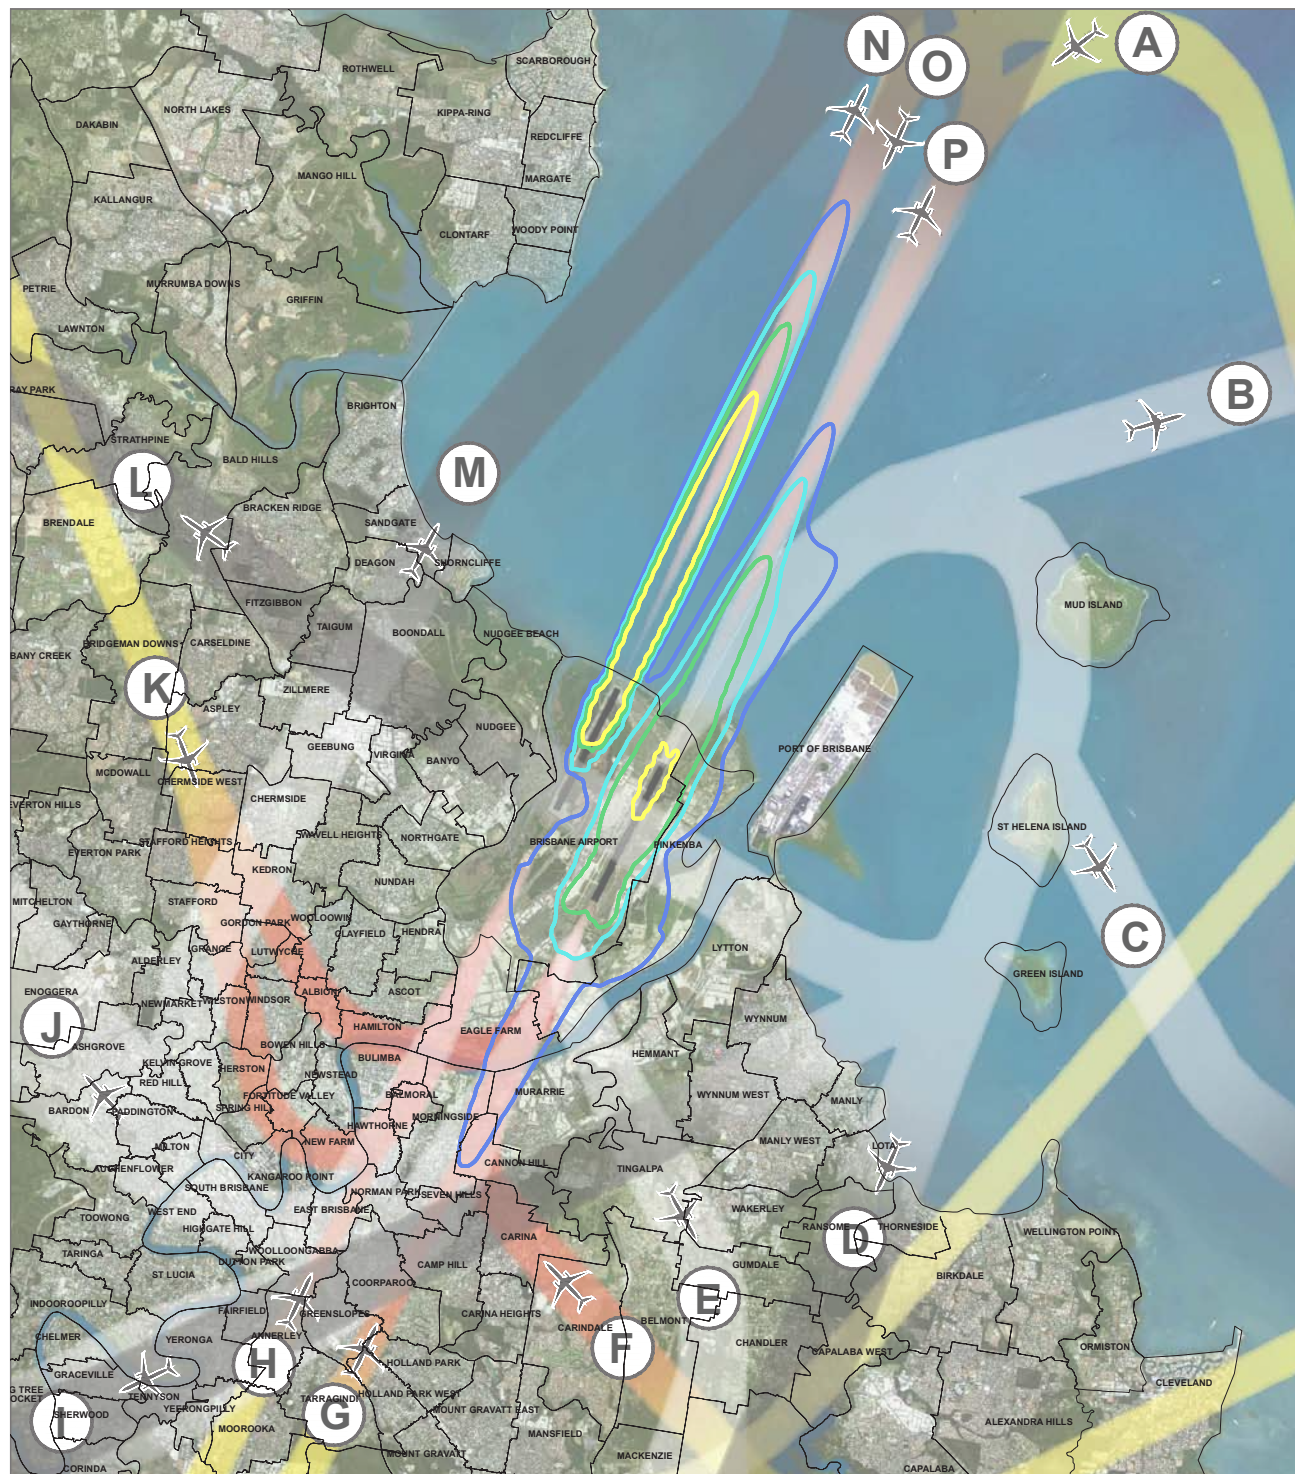 SCARBOROUGH
ROTHWELL
N
O
A
NORTH LAKES
KIPPA-RING
DAKABIN
REDCLIFFE
P
MANGO HILL
MARGATE
KALLANGUR
CLONTARF
WOODY POINT
PETRIE
MURRUMBA DOWNS
GRIFFIN
LAWNTON
RAY PARK
BRIGHTON
B
STRATHPINE
BALD HILLS
L
M
BRACKEN RIDGE
BRENDALE
SANDGATE
DEAGON
SHORNCLIFFE
FITZGIBBON
MUD ISLAND
TAIGUM
BOONDALL
NUDGEE BEACH
BRIDGEMAN DOWNS
CARSELDINE
BANY CREEK
K
ZILLMERE
ASPLEY
NUDGEE
GEEBUNG
VIRGINIA
BANYO
PORT OF BRISBANE
MCDOWALL
CHERMSIDE WEST
CHERMSIDE
EVERTON HILLS
ST HELENA ISLAND
STAFFORD HEIGHTS
WAVELL HEIGHTS
NORTHGATE
BRISBANE AIRPORT
PINKENBA
EVERTON PARK
KEDRON
NUNDAH
MITCHELTON
STAFFORD
GAYTHORNE
GORDON PARK
WOOLOOWIN
CLAYFIELD
HENDRA
C
GRANGE
LUTWYCHE
LYTTON
ALDERLEY
GREEN ISLAND
ENOGGERA
ALBION
ASCOT
NEWMARKET
WILSTON
WINDSOR
J
WYNNUM
HAMILTON
EAGLE FARM
ASHGROVE
BOWEN HILLS
BULIMBA
HEMMANT
KELVIN GROVE
HERSTON
RED HILL
NEWSTEAD
BALMORAL
MURARRIE
WYNNUM WEST
MANLY
BARDON
PADDINGTON
SPRING HILL
FORTITUDE VALLEY
HAWTHORNE
MORNINGSIDE
MILTON
NEW FARM
MANLY WEST
LOTA
CITY
AUCHENFLOWER
CANNON HILL
TINGALPA
KANGAROO POINT
SOUTH BRISBANE
NORMAN PARK
SEVEN HILLS
TOOWONG
WEST END
EAST BRISBANE
WAKERLEY
HIGHGATE HILL
RANSOME
D
THORNESIDE
WELLINGTON POINT
CARINA
TARINGA
WOOLLOONGABBA
DUTTON PARK
ST LUCIA
CAMP HILL
GUMDALE
COORPAROO
BIRKDALE
INDOOROOPILLY
FAIRFIELD
GREENSLOPES
CARINA HEIGHTS
E
CHELMER
YERONGA
ANNERLEY
CARINDALE
BELMONT
CHANDLER
CAPALABA WEST
ORMISTON
F
H
HOLLAND PARK
GRACEVILLE
CLEVELAND
G TREE
OCKET
TENNYSON
TARRAGINDI
HOLLAND PARK WEST
I
SHERWOOD
YEERONGPILLY
G
MOUNT GRAVATT EAST
ALEXANDRA HILLS
MOOROOKA
MANSFIELD
MOUNT GRAVATT
MACKENZIE
CORINDA
CAPALABA